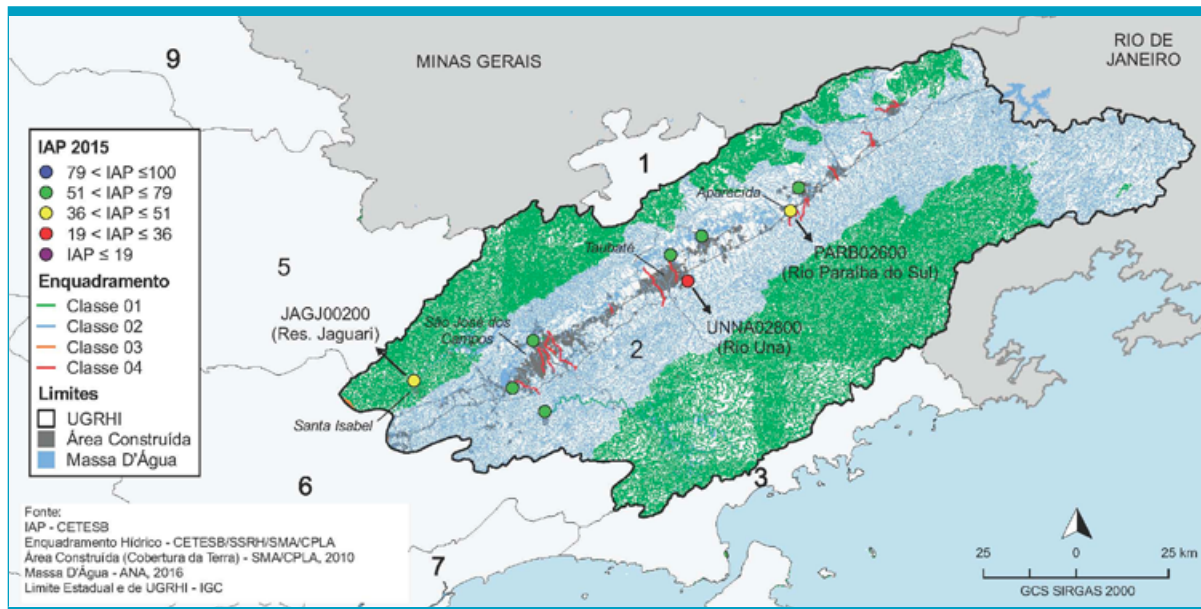 9
MINAS GERAIS
RIO DE
JANEIRO
IAP 2015
79 < IAP ≤100
51 < IAP ≤ 79
36 < IAP ≤ 51
19 < IAP ≤ 36
IAP ≤ 19
Enquadramento
Classe 01
Classe 02
Classe 03
Classe 04
Limites
UGRHI
Área Construída
Massa D'Água
1
Aparecida
PARB02600
(Rio Paraíba do Sul)
Taubaté
5
JAGJ00200
(Res. Jaguari)
São José dos
Campos
2
UNNA02800
(Rio Una)
Santa Isabel
3
6
7
Fonte:
IAP - CETESB
Enquadramento Hídrico - CETESB/SSRH/SMA/CPLA
Área Construída (Cobertura da Terra) - SMA/CPLA, 2010
Massa D'Água - ANA, 2016
Limite Estadual e de UGRHI - IGC
25 0 25 km
GCS SIRGAS 2000